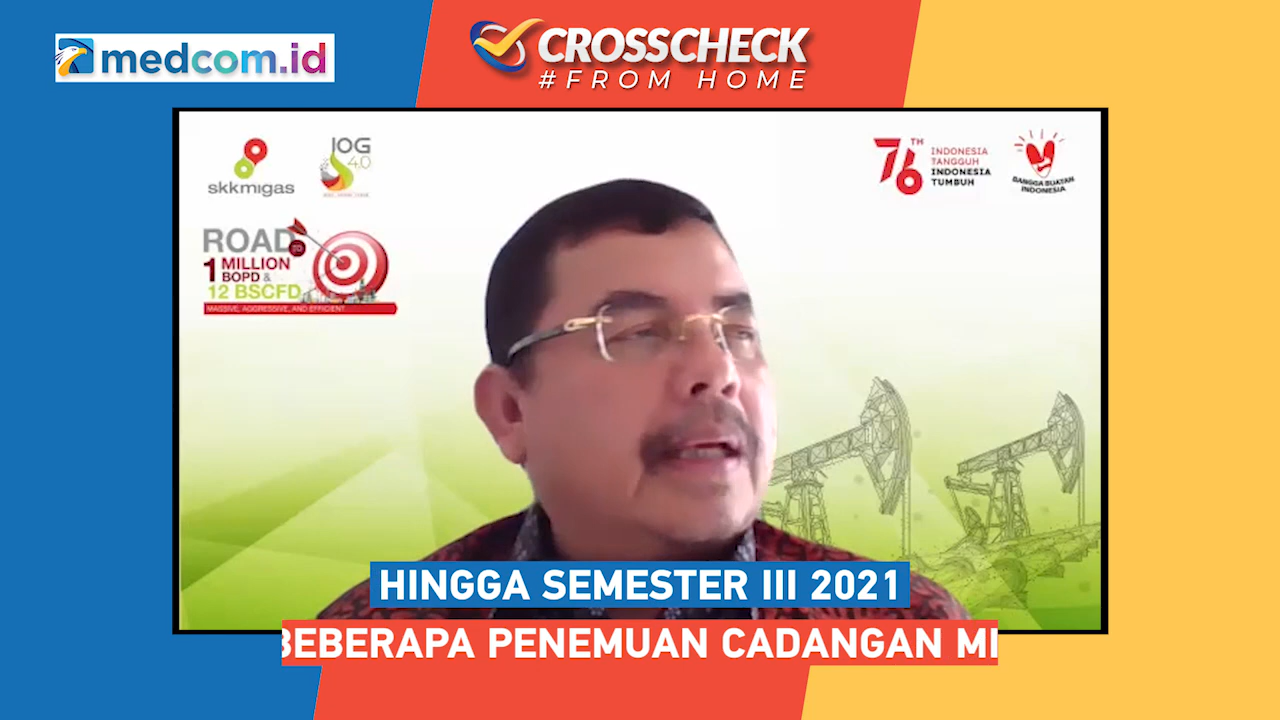 medcom.id
CROSSCHECK
#FROM HOME
skkmigas
IOG
4.0
76TH
INDONESIA
TANGGUH
INDONESIA
TUMBUH
BANGGA BUATAN
INDONESIA
ROAD TO
1 MILLION
BOPD &
12 BSCFD
MASSIVE, AGGRESSIVE, AND EFFICIENT
HINGGA SEMESTER III 2021
BEBERAPA PENEMUAN CADANGAN MI